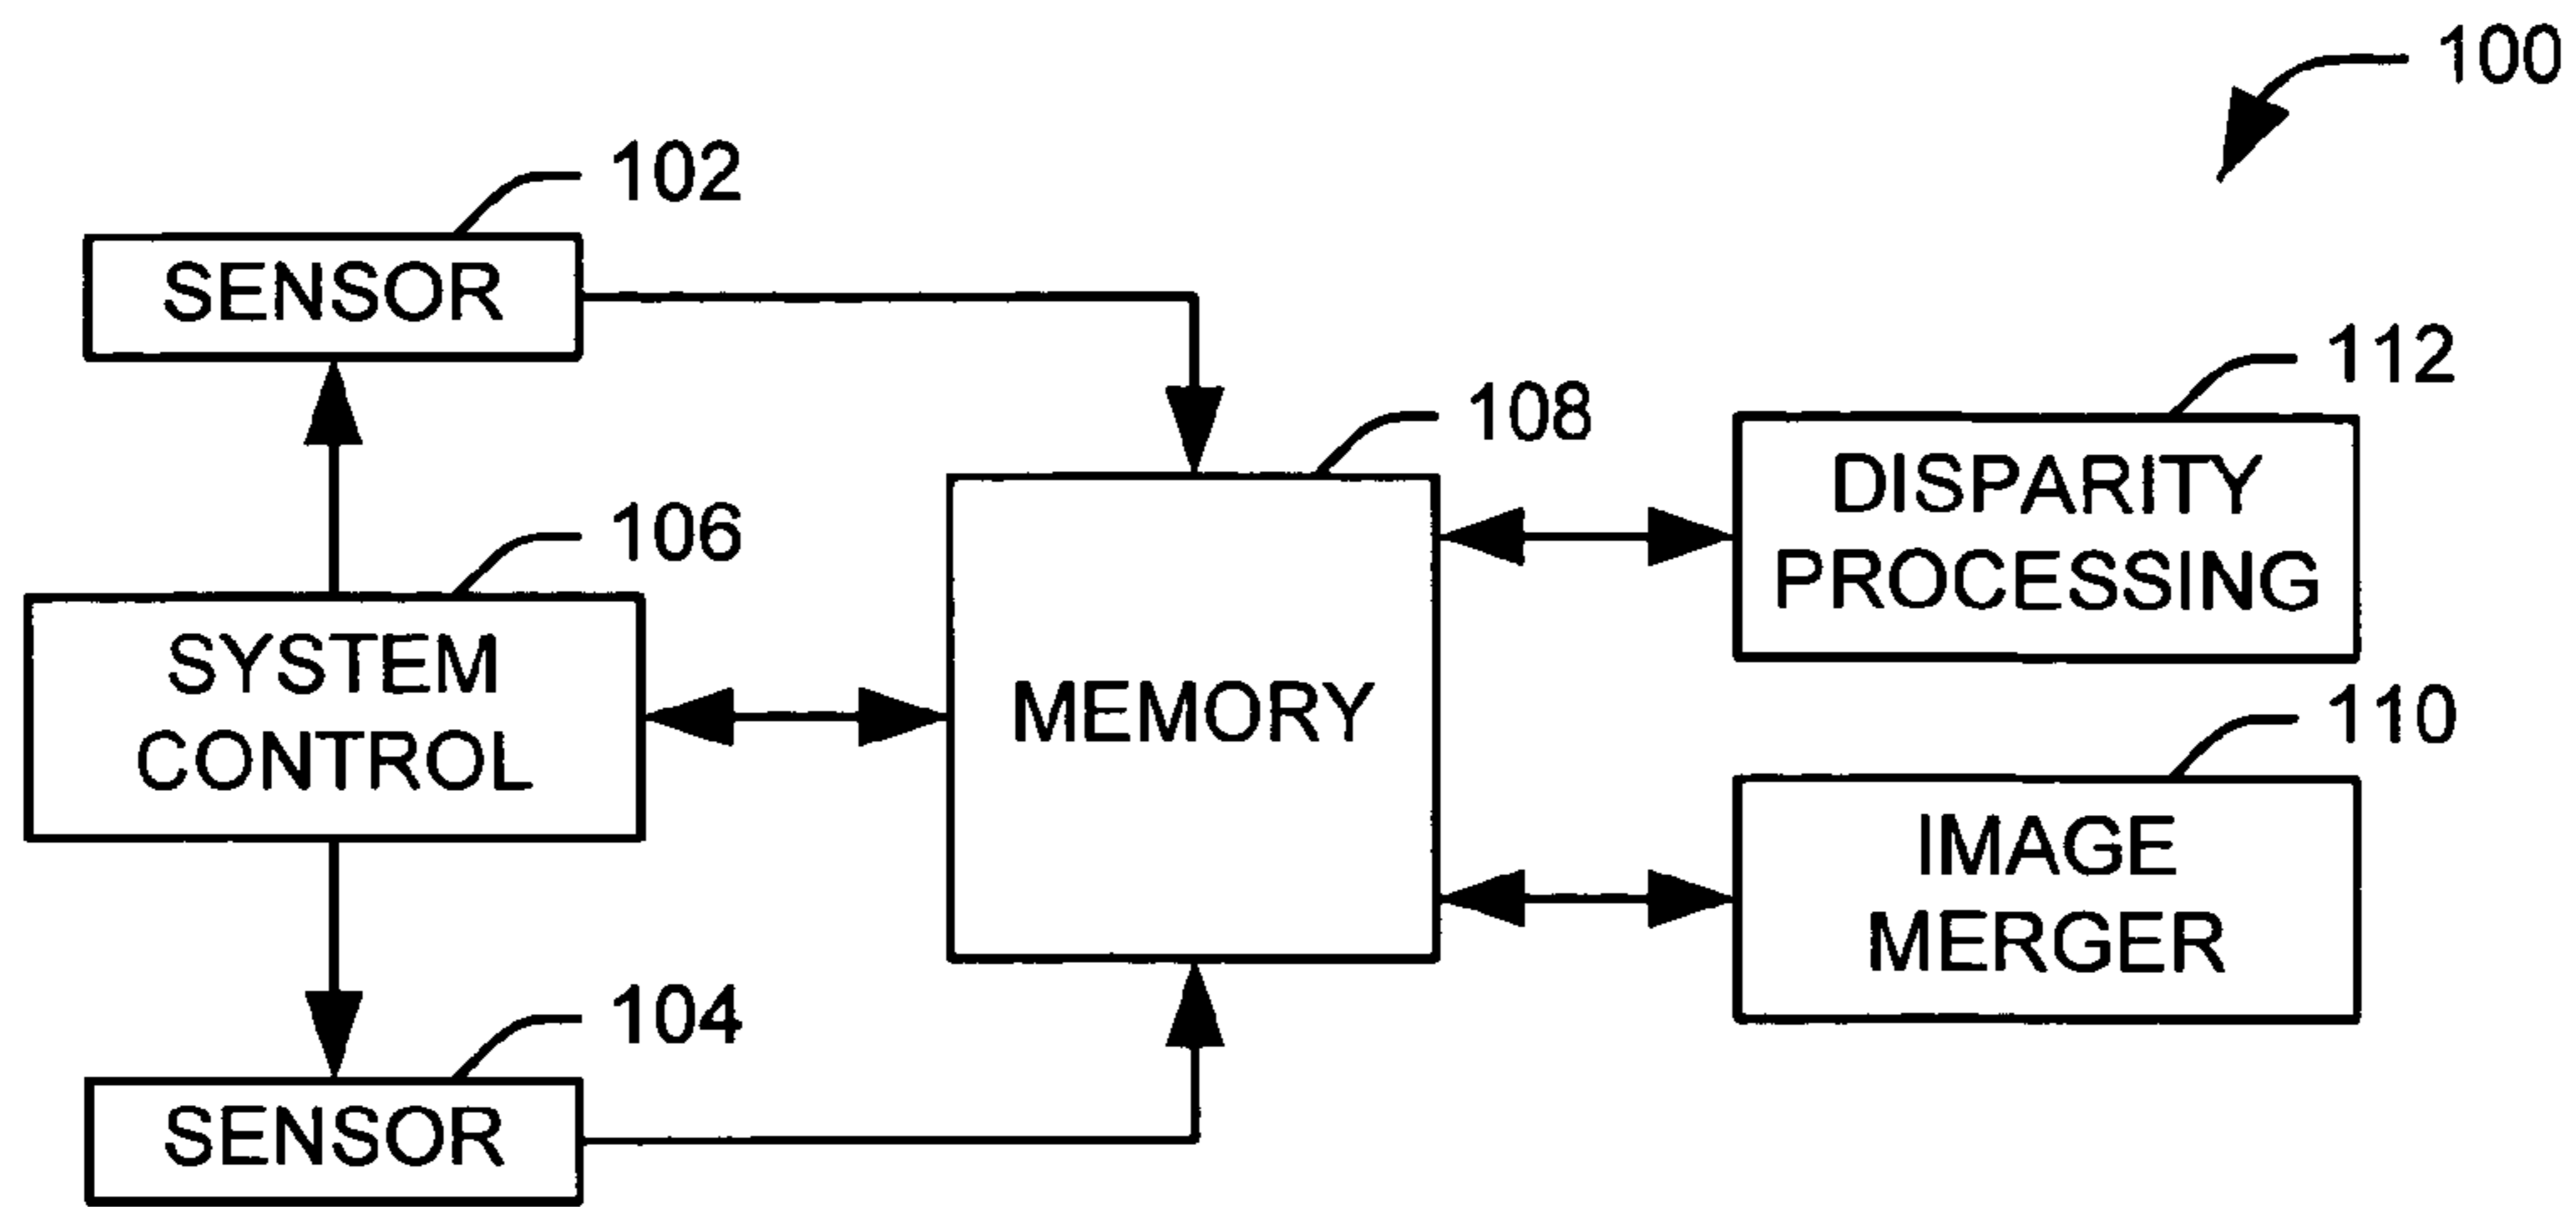 100
102
SENSOR
112
108
DISPARITY
PROCESSING
106
SYSTEM
CONTROL
MEMORY
110
IMAGE
MERGER
104
SENSOR